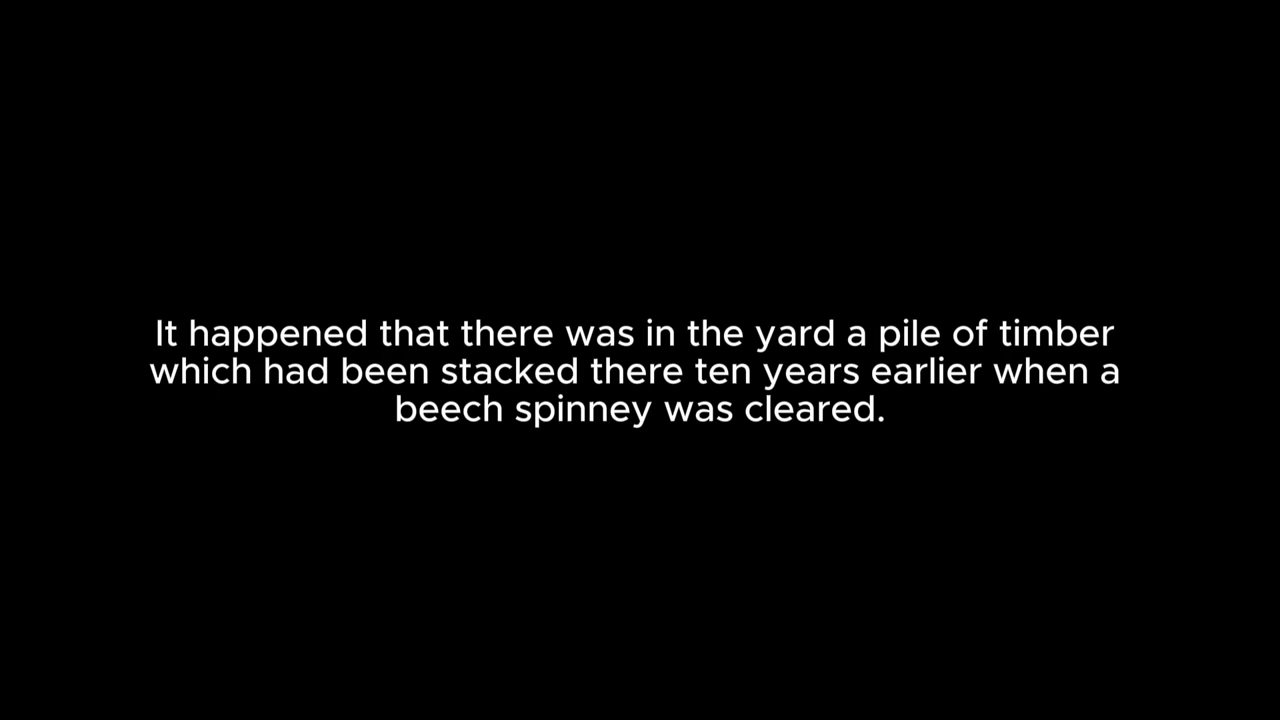 It happened that there was in the yard a pile of timber
which had been stacked there ten years earlier when a
beech spinney was cleared.